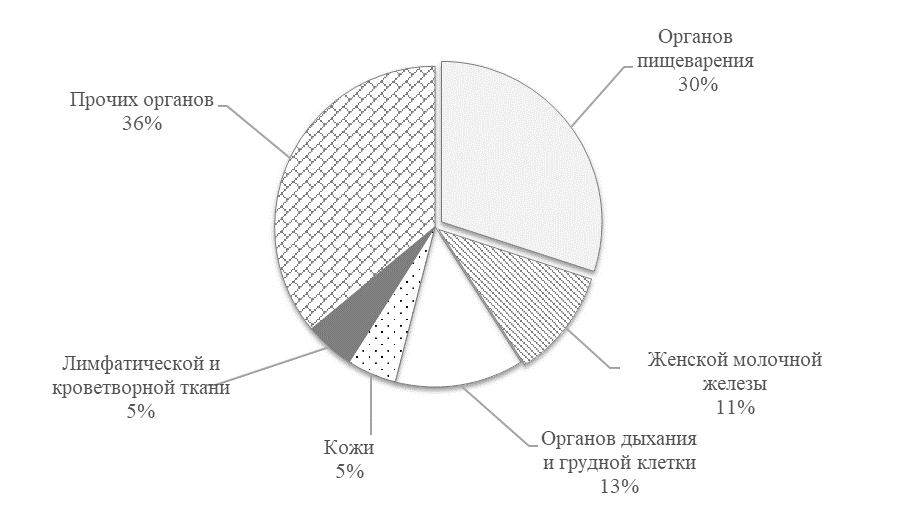 Органов
пищеварения
30%
Прочих органов
36%
Женской молочной
железы
11%
Лимфатической и
кроветворной ткани
5%
Кожи
5%
Органов дыхания
и грудной клетки
13%